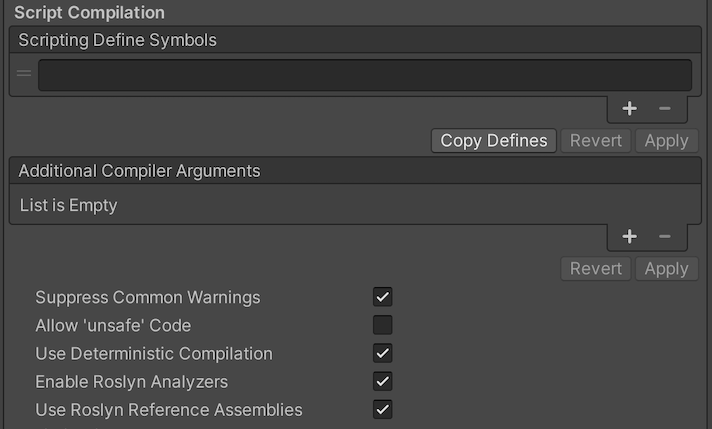 Script Compilation
Scripting Define Symbols
Copy Defines Revert Apply
Additional Compiler Arguments
List is Empty
Revert Apply
Suppress Common Warnings
Allow 'unsafe' Code
Use Deterministic Compilation
Enable Roslyn Analyzers
Use Roslyn Reference Assemblies